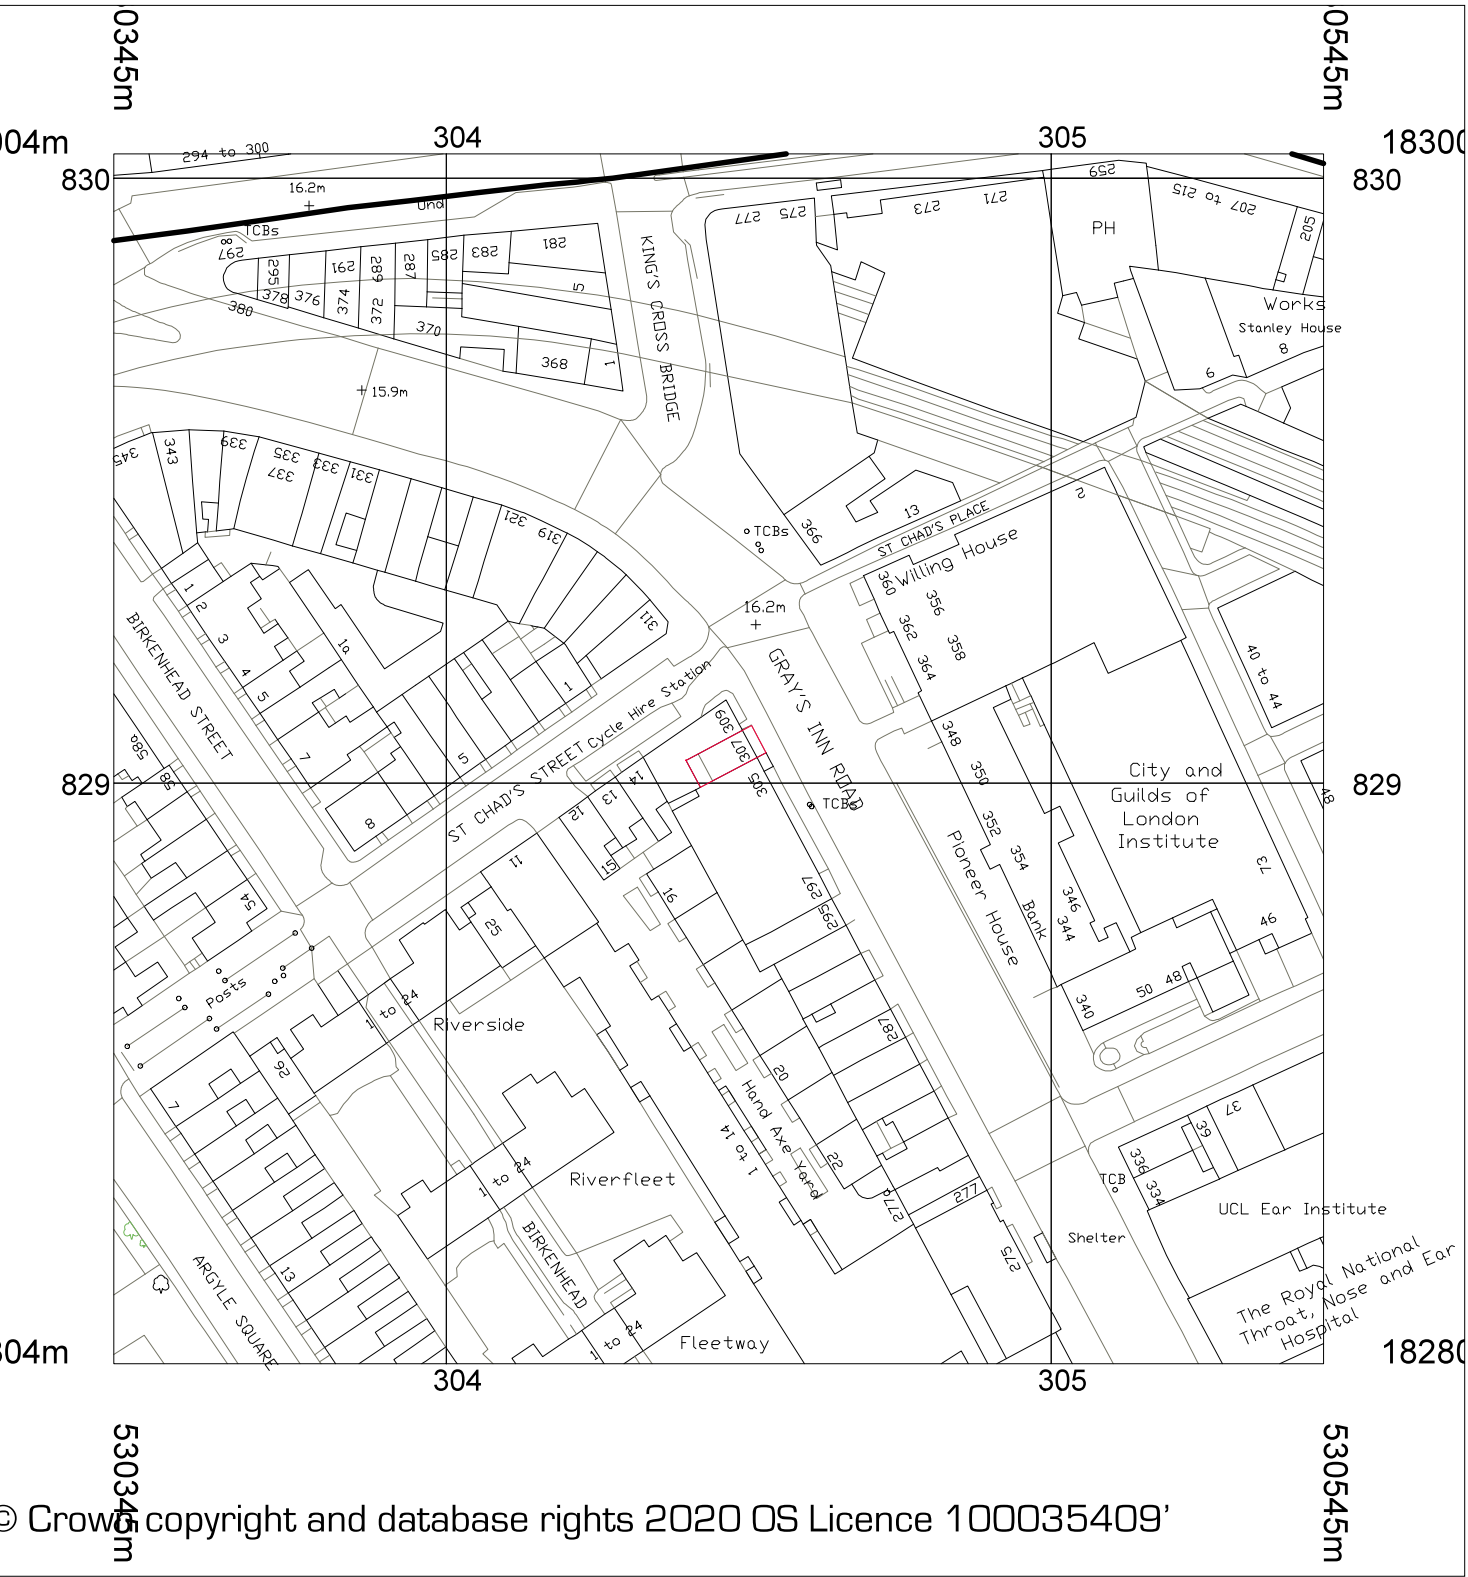 0345m
0545m
04m
304
305
18300
830
830
294 to 300
16.2m
Und
TCBs
297
295
291
289
287
285
283
281
5
380
378
376
374
372
370
368
1
KING'S CROSS BRIDGE
277
275
273
271
259
PH
215 to 207
205
Works
Stanley House
8
6
15.9m
345
343
339
337
335
333
331
321
319
311
TCBs
366
13
ST CHAD'S PLACE
2
Willing House
360
356
362
358
364
16.2m
1
2
3
4
5
7
1a
BIRKENHEAD STREET
1
5
8
58a
58
54
ST CHAD'S STREET
Cycle Hire Station
309
307
305
GRAY'S INN ROAD
TCBs
829
829
14
13
12
15
11
16
25
297
295
348
350
352
354
346
344
Bank
Pioneer House
City and
Guilds of
London
Institute
40 to 44
48
73
46
50
48
340
Posts
1 to 24
Riverside
26
7
287
20
Hand Axe Yard
22
1 to 14
277a
277
275
1 to 24
Riverfleet
BIRKENHEAD
13
ARGYLE SQUARE
1 to 24
Fleetway
37
39
336
334
TCB
Shelter
UCL Ear Institute
The Royal National
Throat, Nose and Ear
Hospital
04m
304
305
18280
530345m
530545m
© Crown copyright and database rights 2020 OS Licence 100035409'